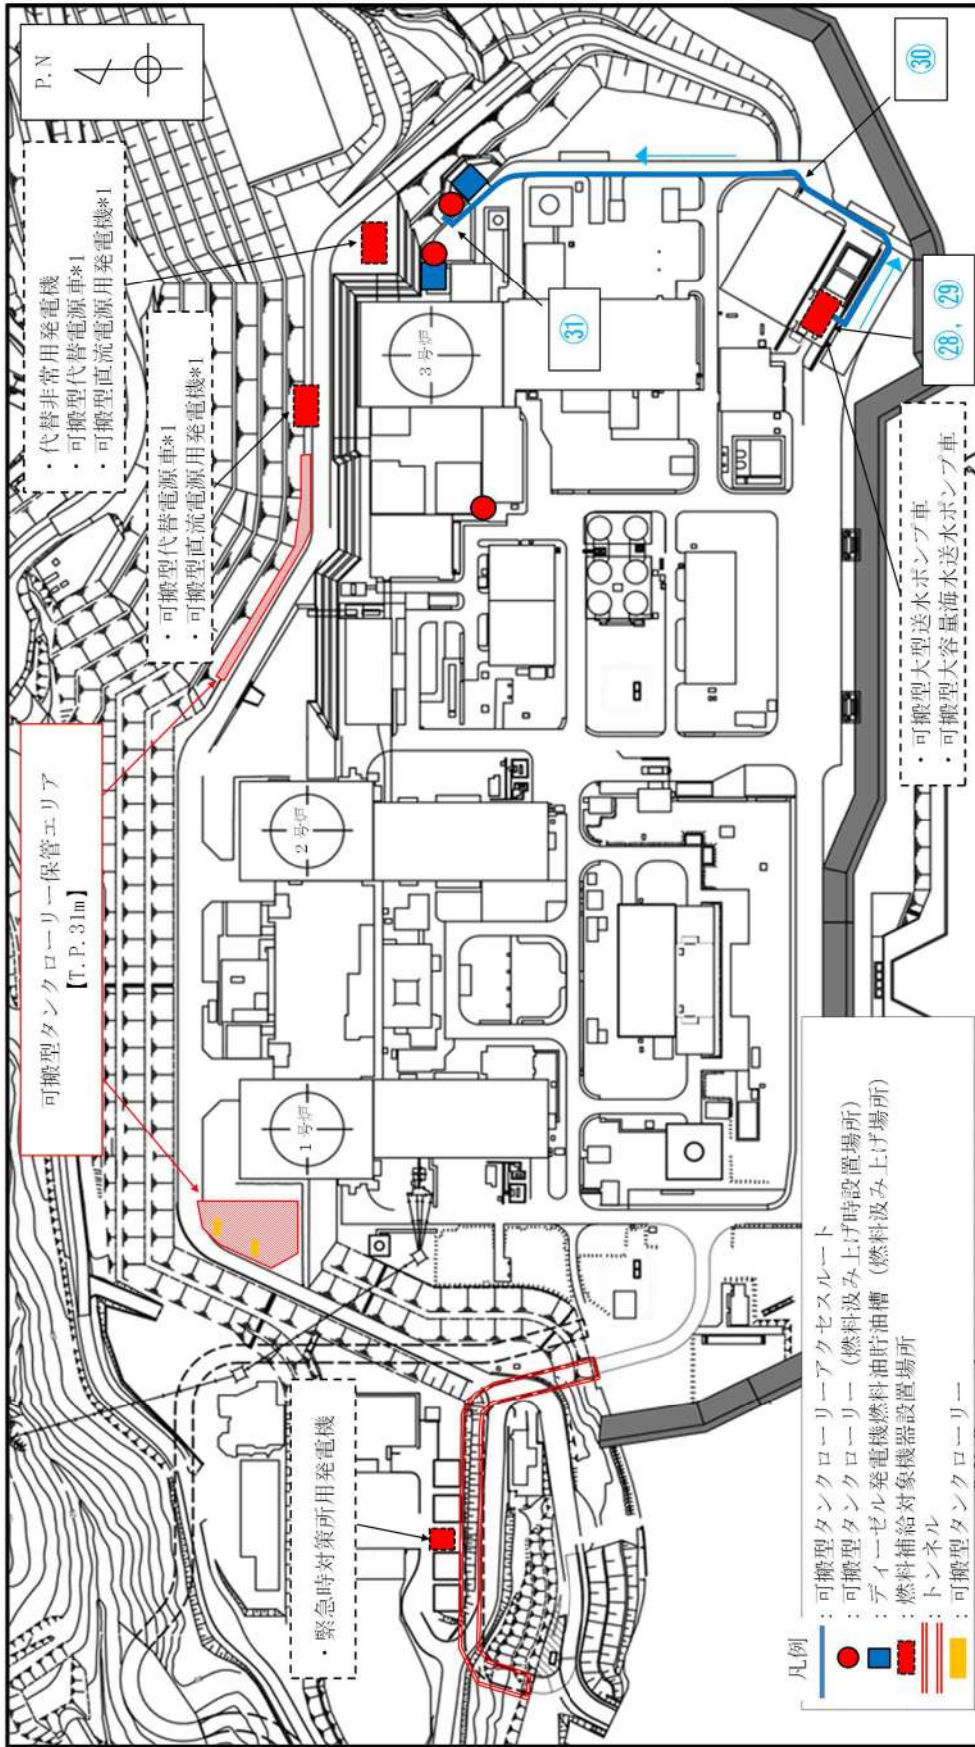 P.N
・代替非常用発電機
・可搬型代替電源車*1
・可搬型直流電源用発電機*1
・可搬型代替電源車*1
・可搬型直流電源用発電機*1
可搬型タンクローリー保管エリア
【T.P.31m】
・緊急時対策所用発電機
1号炉
2号炉
3号炉
㉚
㉛
㉘，㉙
・可搬型大型送水ポンプ車
・可搬型大容量海水送水ポンプ車
凡例
：可搬型タンクローリーアクセスルート
：可搬型タンクローリー（燃料汲み上げ時設置場所）
：ディーゼル発電機燃料油貯油槽（燃料汲み上げ場所）
：燃料補給対象機器設置場所
：トンネル
：可搬型タンクローリー